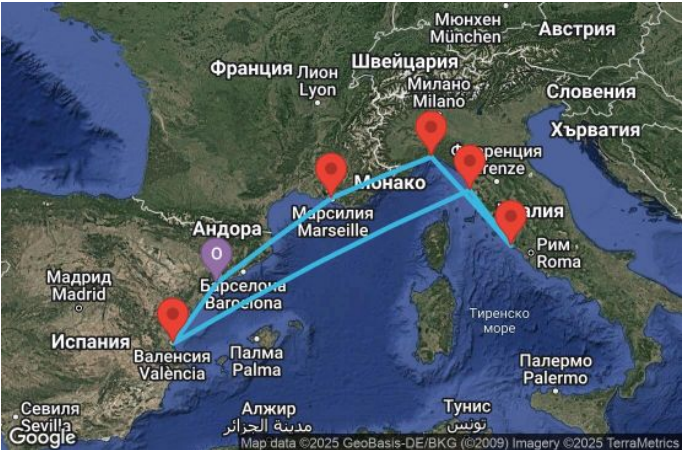 Мюнхен
München
Австрия
Швейцария
Франция
Лион
Lyon
Милано
Milano
Словения
Хърватия
Флоренция
Firenze
Монако
Италия
Марсилия
Marseille
Андора
Рим
Roma
O
Барселона
Barcelona
Мадрид
Madrid
Тиренско
море
Испания
Валенсия
València
Палма
Palma
Палермо
Palermo
Севиля
Sevilla
Алжир
مدينة الجزائر
Тунис
تونس
Google
Map data ©2025 GeoBasis-DE/BKG (©2009) Imagery ©2025 TerraMetrics